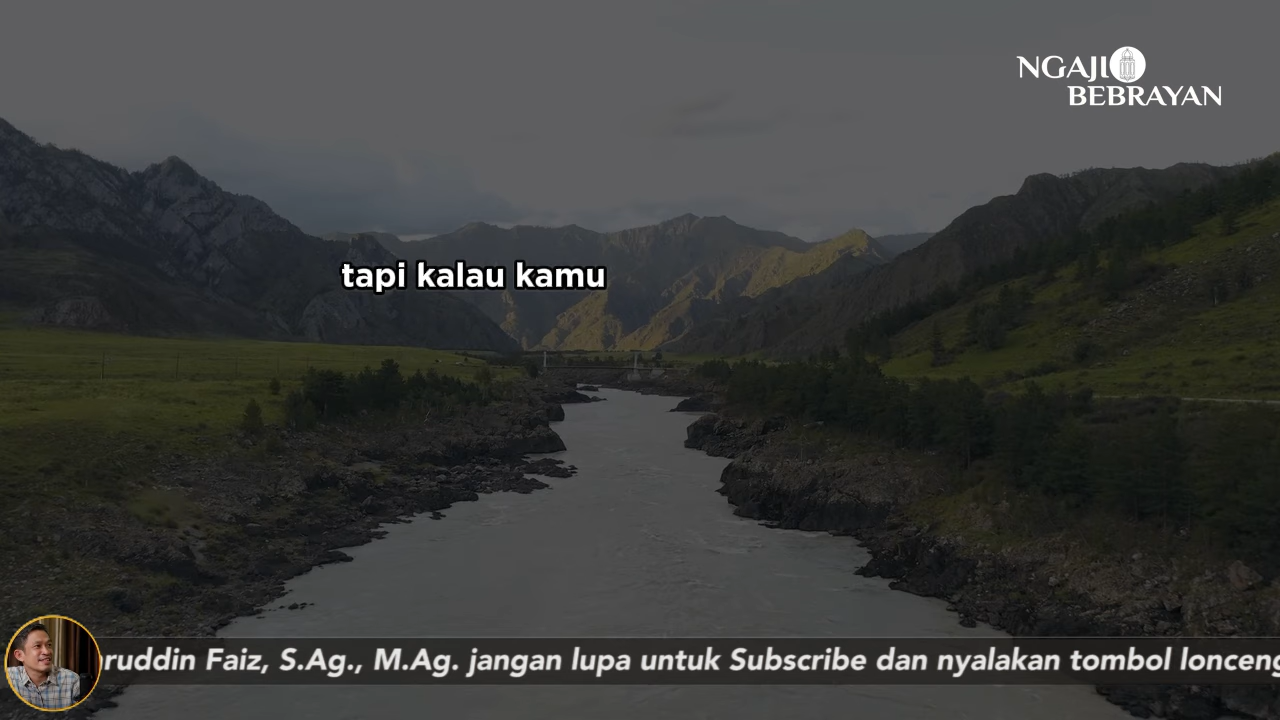 NGAJI
BEBRAYAN
tapi kalau kamu
ruddin Faiz, S.Ag., M.Ag. jangan lupa untuk Subscribe dan nyalakan tombol lonceng